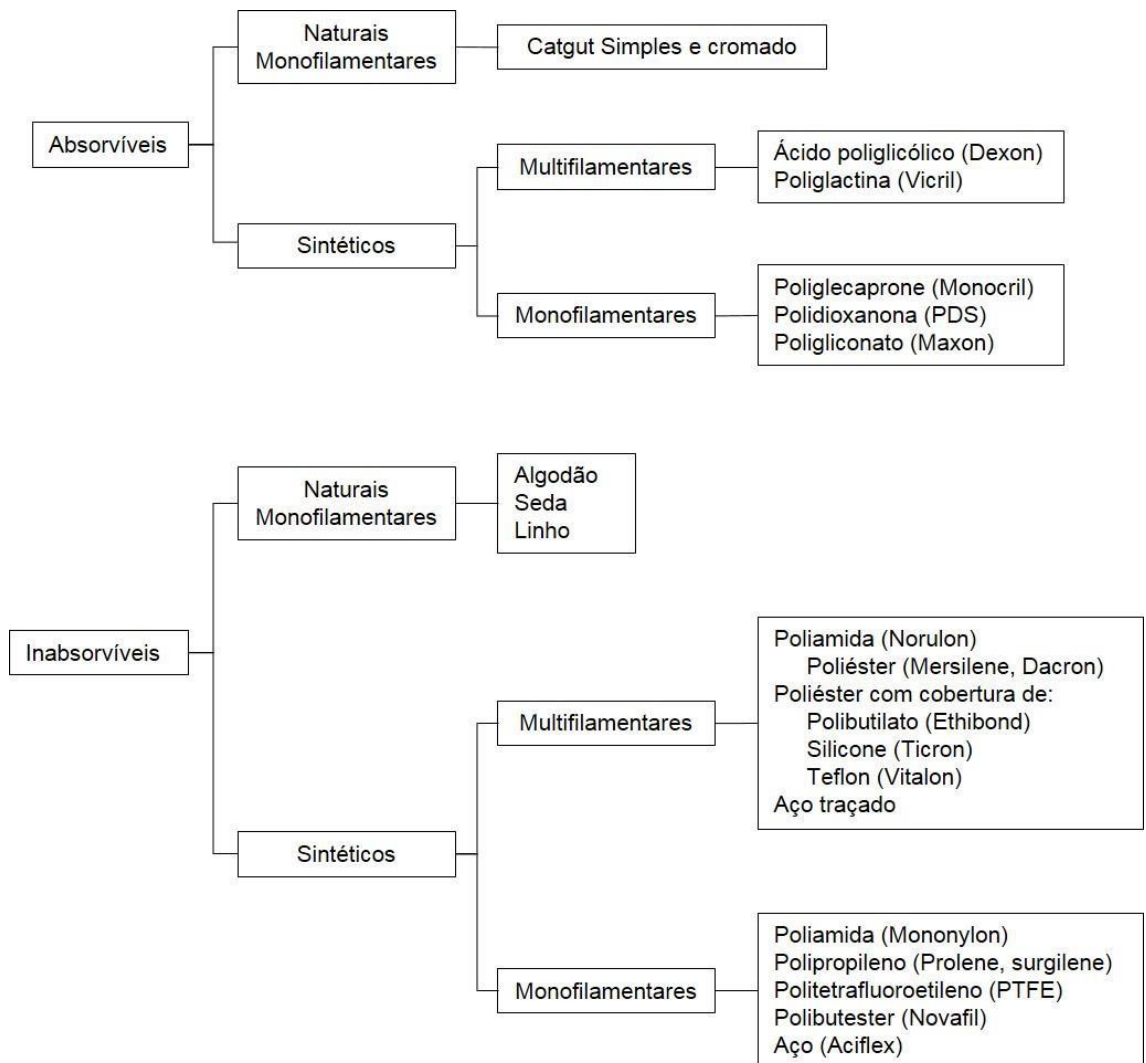 Naturais
Monofilamentares
Catgut Simples e cromado
Absorvíveis
Multifilamentares
Ácido poliglicólico (Dexon)
Poliglactina (Vicril)
Sintéticos
Monofilamentares
Poliglecaprone (Monocril)
Polidioxanona (PDS)
Poligliconato (Maxon)
Naturais
Monofilamentares
Algodão
Seda
Linho
Inabsorvíveis
Multifilamentares
Poliamida (Norulon)
Poliéster (Mersilene, Dacron)
Poliéster com cobertura de:
Polibutilato (Ethibond)
Silicone (Ticron)
Teflon (Vitalon)
Aço traçado
Sintéticos
Monofilamentares
Poliamida (Mononylon)
Polipropileno (Prolene, surgilene)
Politetrafluoroetileno (PTFE)
Polibutester (Novafil)
Aço (Aciflex)